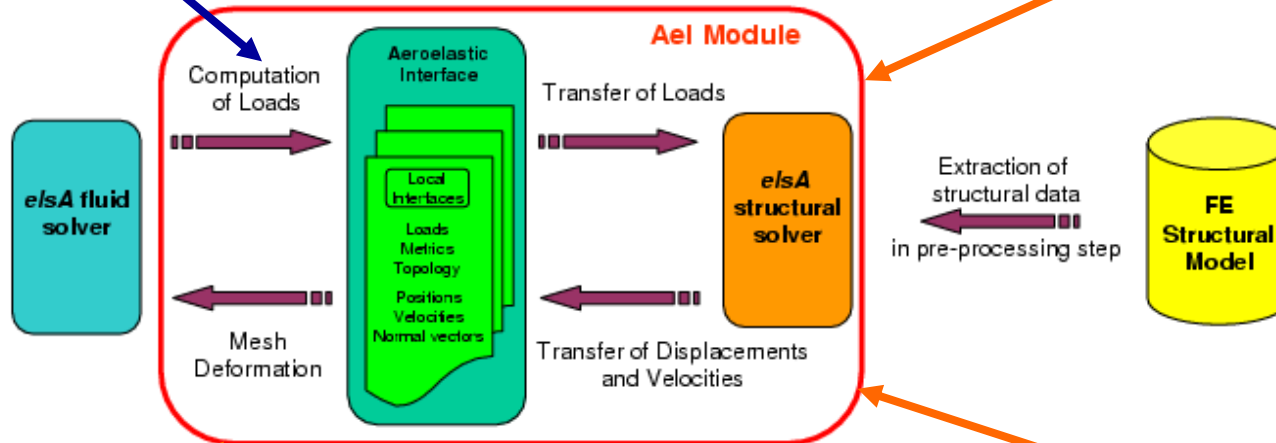 Ael Module
Computation
of Loads
Aeroelastic
Interface
Transfer of Loads
elsA fluid
solver
Local
Interfaces
Loads
Metrics
Topology
Positions
Velocities
Normal vectors
elsA
structural
solver
Extraction of
structural data
in pre-processing step
FE
Structural
Model
Mesh
Deformation
Transfer of Displacements
and Velocities